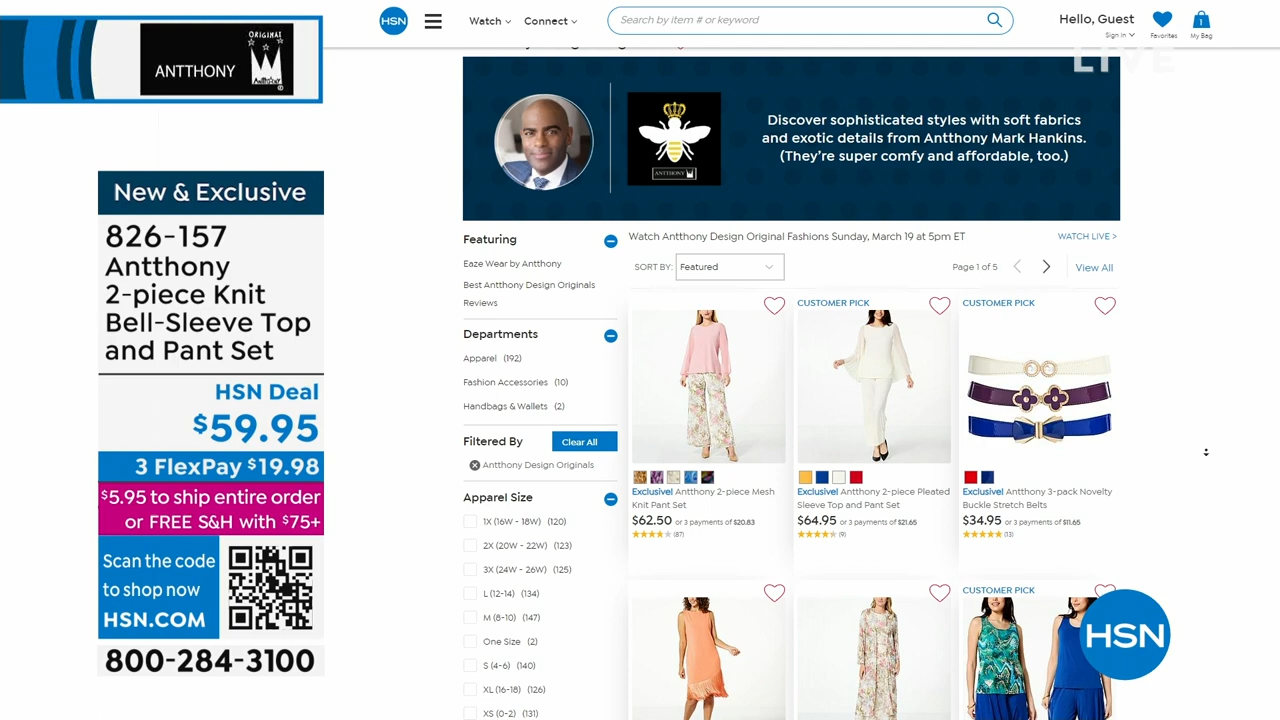 HSN
Watch
Connect
Search by item # or keyword
Hello, Guest
Sign In
Favorites
1
My Bag
LIVE
ANTTHONY
ORIGINAL
New & Exclusive
826-157
Antthony
2-piece Knit
Bell-Sleeve Top
and Pant Set
HSN Deal
$59.95
3 FlexPay $19.98
$5.95 to ship entire order
or FREE S&H with $75+
Scan the code
to shop now
HSN.COM
800-284-3100
ANTTHONY
Discover sophisticated styles with soft fabrics
and exotic details from Antthony Mark Hankins.
(They're super comfy and affordable, too.)
Featuring
Eaze Wear by Antthony
Best Antthony Design Originals
Reviews
Departments
Apparel (192)
Fashion Accessories (10)
Handbags & Wallets (2)
Filtered By
Clear All
Antthony Design Originals
Apparel Size
1X (16W - 18W) (120)
2X (20W - 22W) (123)
3X (24W - 26W) (125)
L (12-14) (134)
M (8-10) (147)
One Size (2)
S (4-6) (140)
XL (16-18) (126)
XS (0-2) (131)
Watch Antthony Design Original Fashions Sunday, March 19 at 5pm ET
WATCH LIVE >
SORT BY: Featured
Page 1 of 5
View All
Exclusive! Antthony 2-piece Mesh
Knit Pant Set
$62.50 or 3 payments of $20.83
(87)
CUSTOMER PICK
Exclusive! Antthony 2-piece Pleated
Sleeve Top and Pant Set
$64.95 or 3 payments of $21.65
(9)
CUSTOMER PICK
Exclusive! Antthony 3-pack Novelty
Buckle Stretch Belts
$34.95 or 3 payments of $11.65
(13)
CUSTOMER PICK
HSN